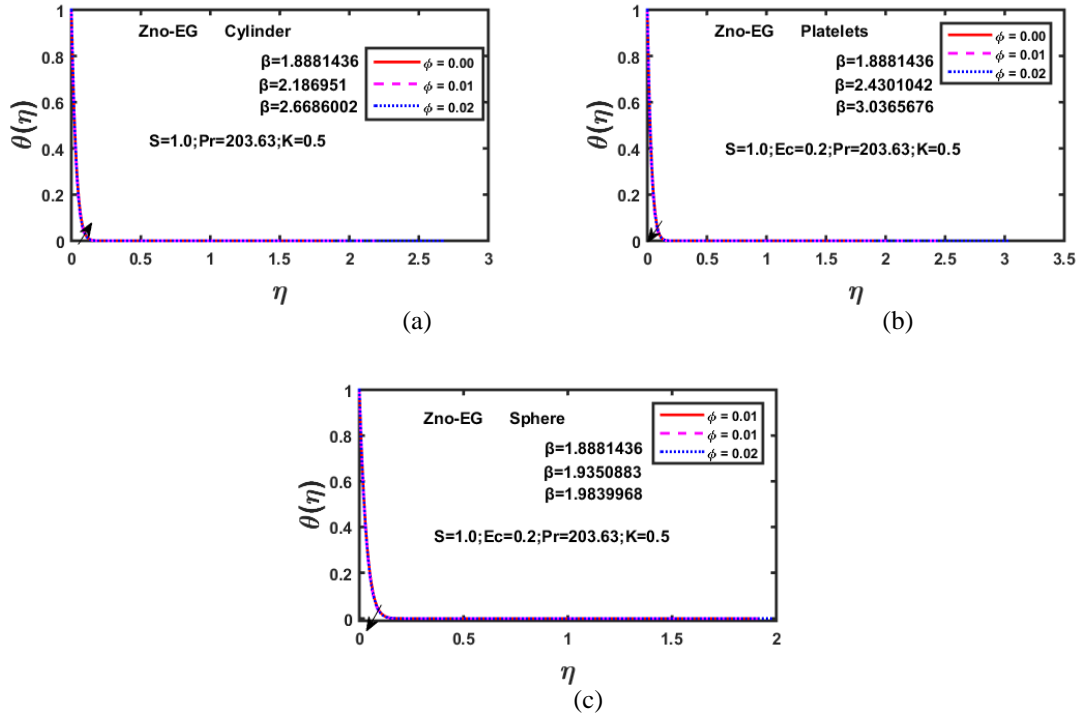 Zno-EG Cylinder
β=1.8881436
β=2.186951
β=2.6686002
ϕ = 0.00
ϕ = 0.01
ϕ = 0.02
S=1.0;Pr=203.63;K=0.5
θ(η)
1
0.8
0.6
0.4
0.2
0
0 0.5 1 1.5 2 2.5 3
η
(a)
Zno-EG Platelets
β=1.8881436
β=2.4301042
β=3.0365676
ϕ = 0.00
ϕ = 0.01
ϕ = 0.02
S=1.0;Ec=0.2;Pr=203.63;K=0.5
θ(η)
1
0.8
0.6
0.4
0.2
0
0 0.5 1 1.5 2 2.5 3 3.5
η
(b)
Zno-EG Sphere
β=1.8881436
β=1.9350883
β=1.9839968
ϕ = 0.01
ϕ = 0.01
ϕ = 0.02
S=1.0;Ec=0.2;Pr=203.63;K=0.5
θ(η)
1
0.8
0.6
0.4
0.2
0
0 0.5 1 1.5 2
η
(c)